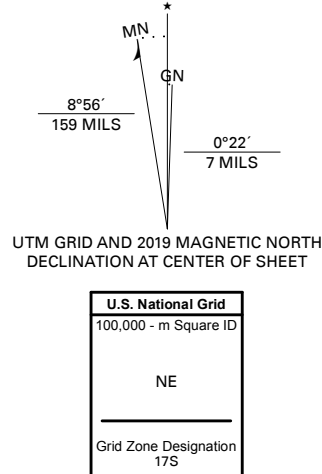 ★
MN
GN
8°56´
159 MILS
0°22´
7 MILS
UTM GRID AND 2019 MAGNETIC NORTH
DECLINATION AT CENTER OF SHEET
U.S. National Grid
100,000 - m Square ID
NE
Grid Zone Designation
17S